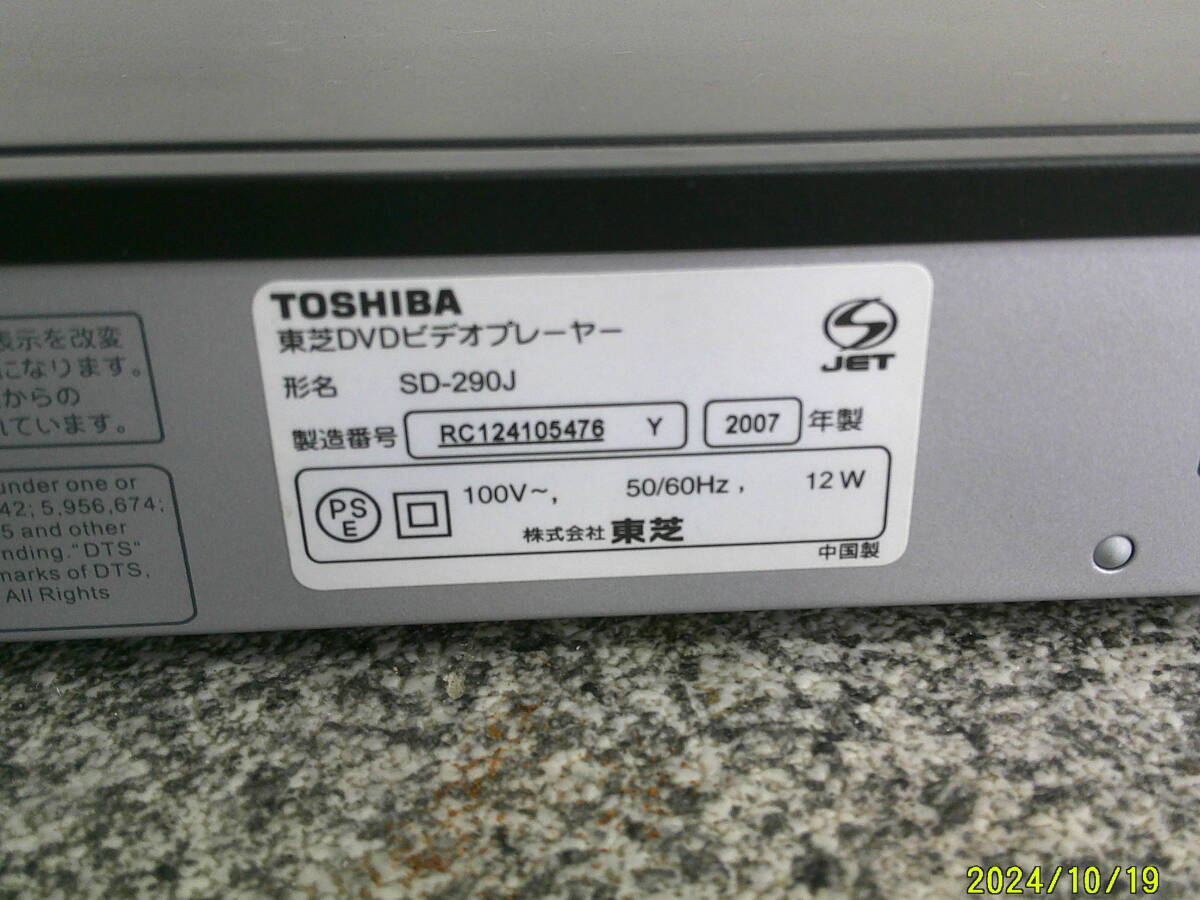 TOSHIBA
東芝DVDビデオプレーヤー
JET
形名 SD-290J
製造番号 RC124105476 Y 2007 年製
PS
E
100V~, 50/60Hz, 12W
株式会社 東芝
中国製
表示を改変
になります。
からの
れています。
under one or
42; 5,956,674;
5 and other
nding."DTS"
marks of DTS,
All Rights
2024/10/19